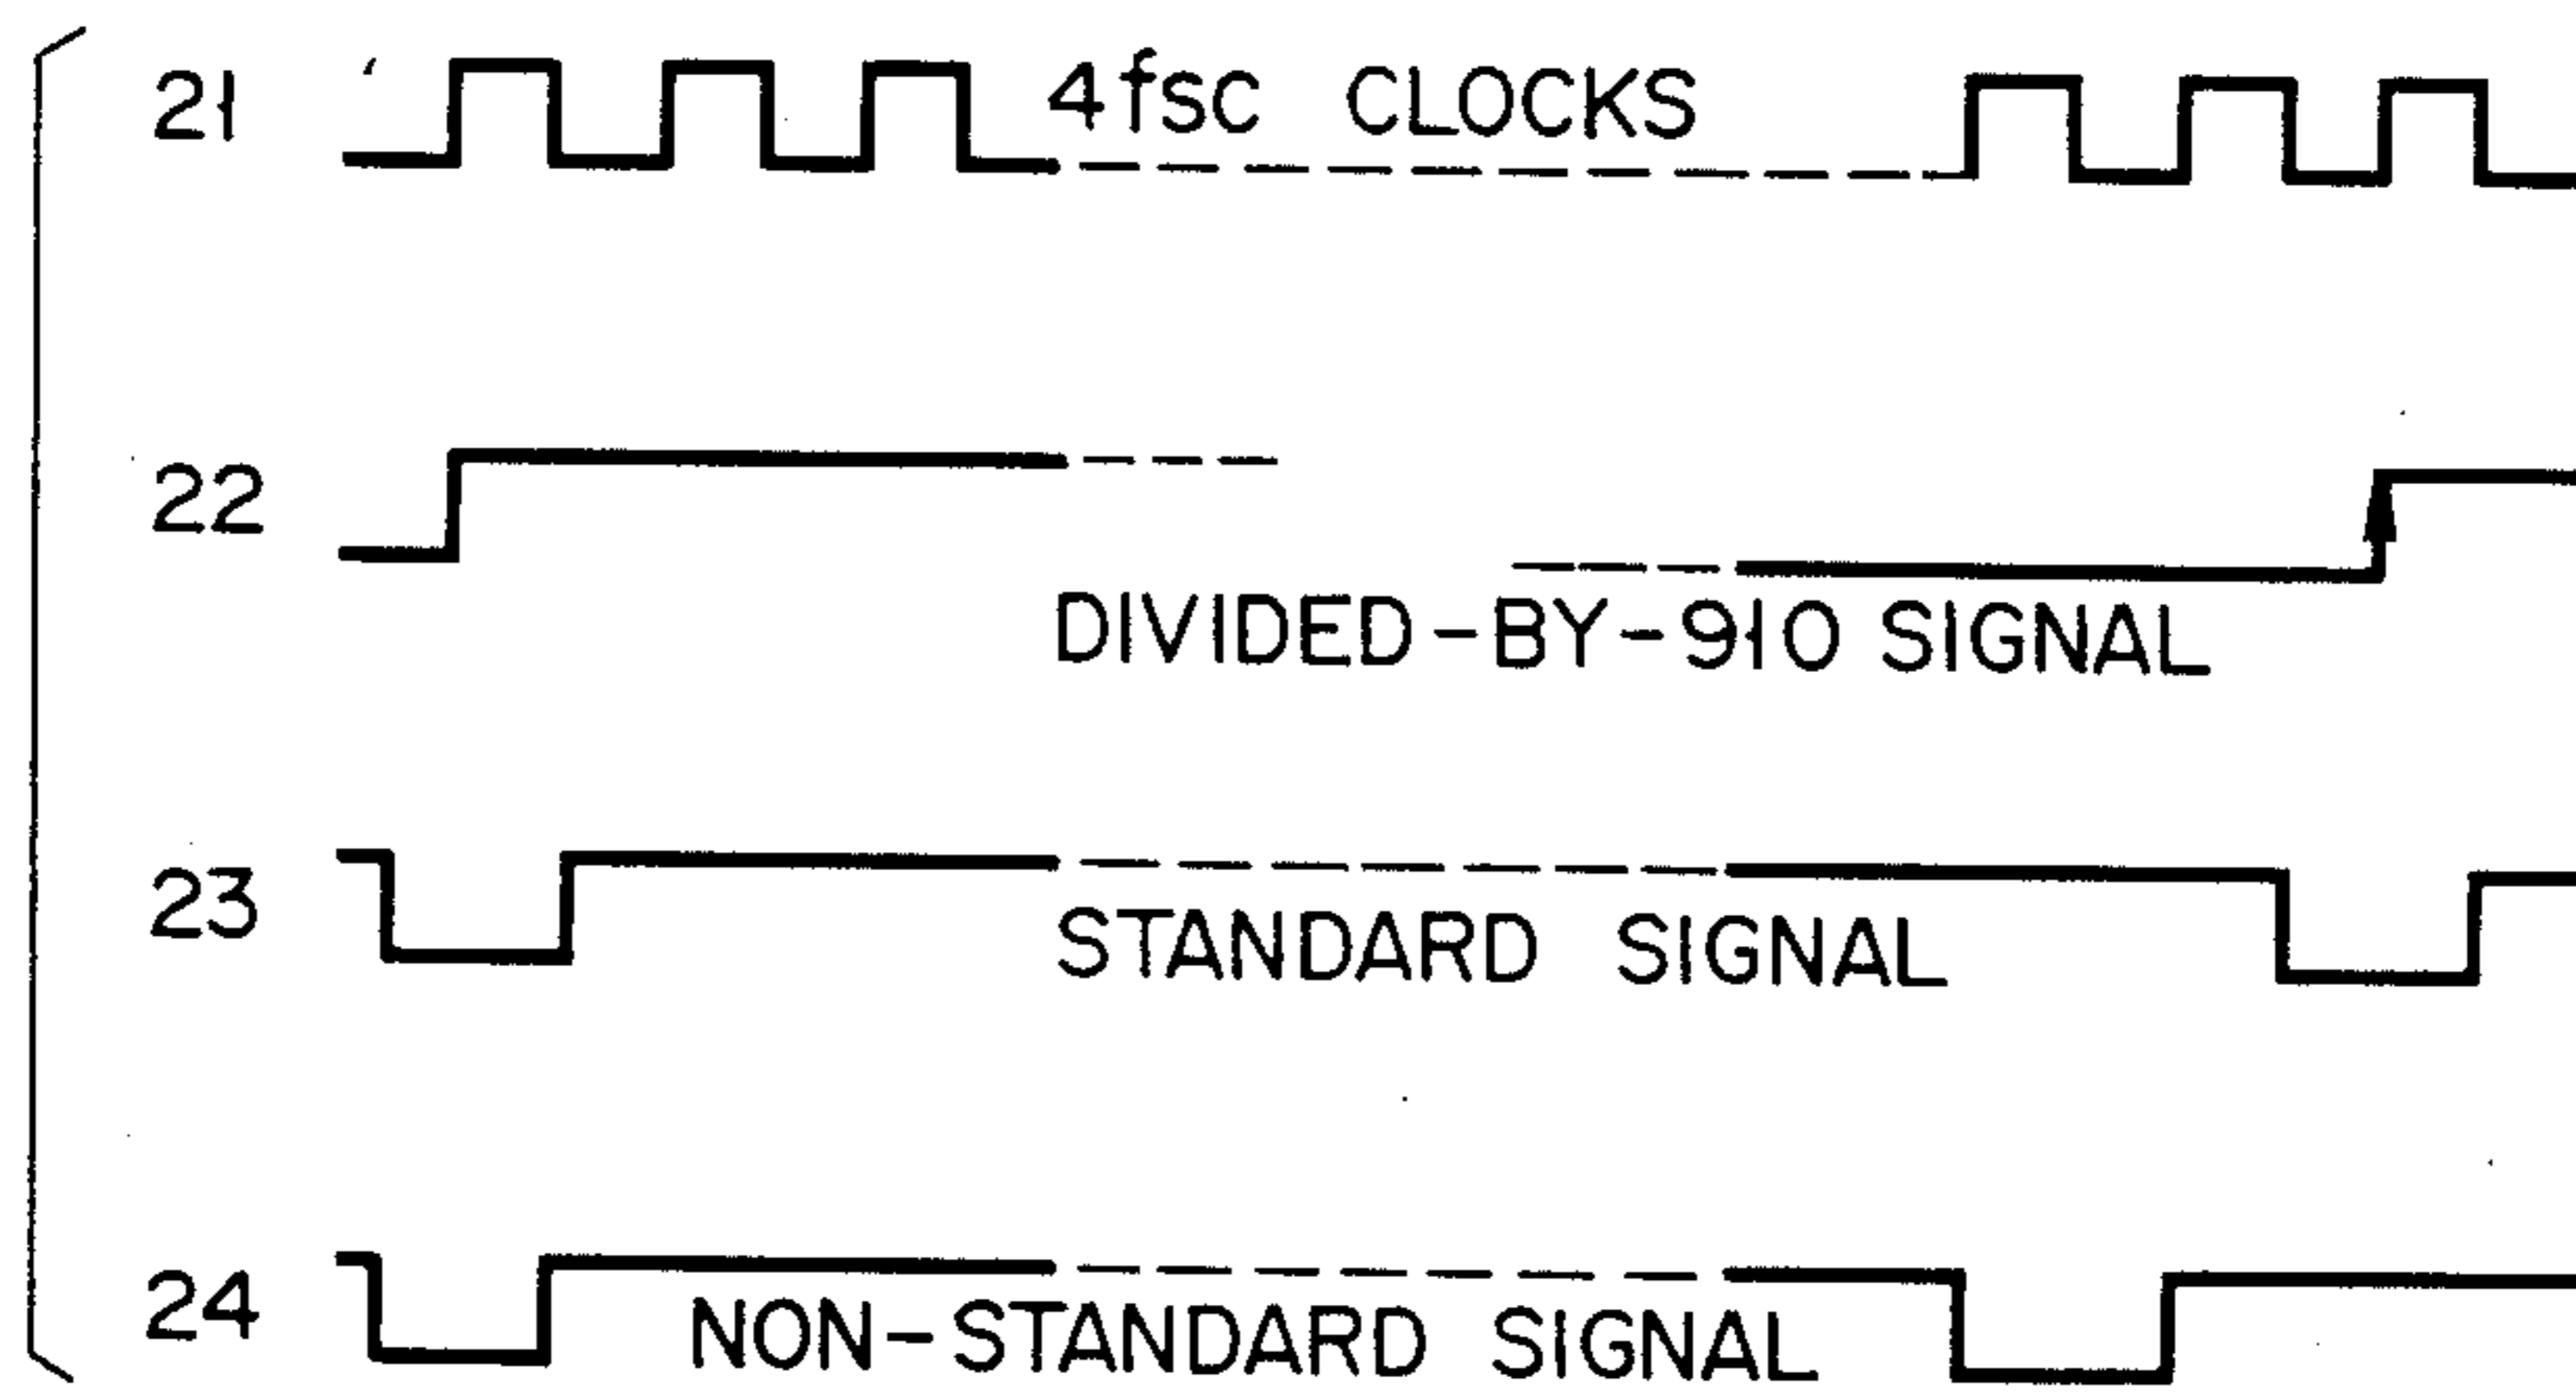 21 4fsc CLOCKS
22
DIVIDED-BY-910 SIGNAL
23
STANDARD SIGNAL
24
NON-STANDARD SIGNAL